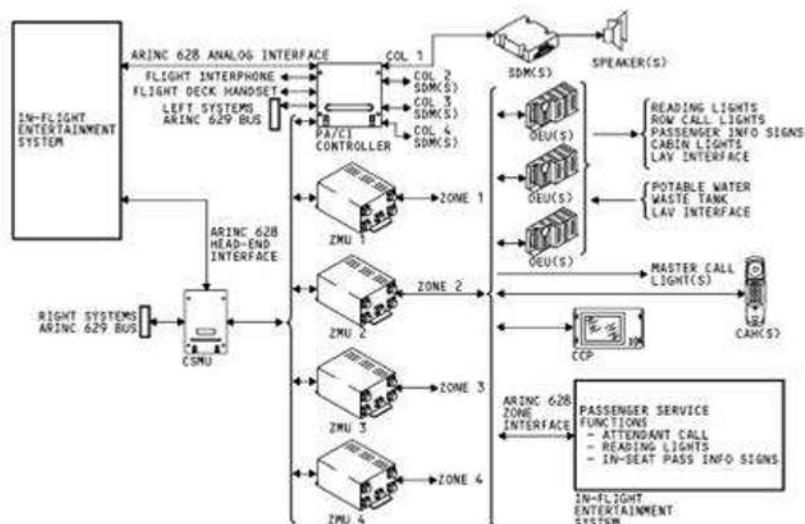 ARINC 628 ANALOG INTERFACE
COL 1
SDM(S)
SPEAKER(S)
FLIGHT INTERPHONE
FLIGHT DECK HANDSET
LEFT SYSTEMS
ARINC 629 BUS
COL 2
SDM(S)
COL 3
SDM(S)
COL 4
SDM(S)
PA/CI
CONTROLLER
IN-FLIGHT
ENTERTAINMENT
SYSTEM
OEU(S)
OEU(S)
OEU(S)
READING LIGHTS
ROW CALL LIGHTS
PASSENGER INFO SIGNS
CABIN LIGHTS
LAV INTERFACE
POTABLE WATER
WASTE TANK
LAV INTERFACE
ZONE 1
ZMU 1
ARINC 628
HEAD-END
INTERFACE
MASTER CALL
LIGHT(S)
CAH(S)
ZONE 2
ZMU 2
RIGHT SYSTEMS
ARINC 629 BUS
CSMU
CCP
ZONE 3
ZMU 3
ARINC 628
ZONE
INTERFACE
PASSENGER SERVICE
FUNCTIONS
- ATTENDANT CALL
- READING LIGHTS
- IN-SEAT PASS INFO SIGNS
ZONE 4
ZMU 4
IN-FLIGHT
ENTERTAINMENT
SYSTEM